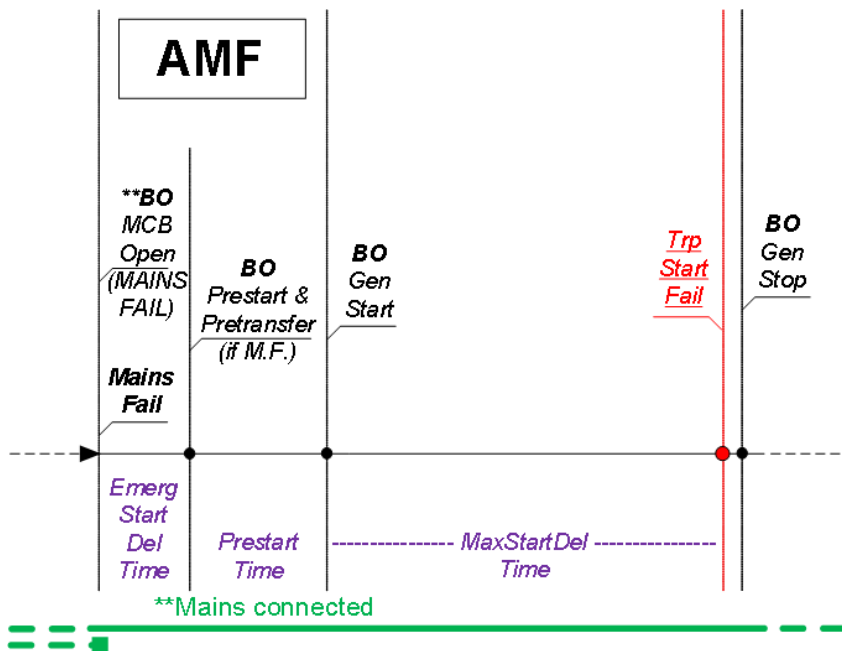 AMF
**BO
MCB
Open
(MAINS
FAIL)
Mains
Fail
BO
Prestart &
Pretransfer
(if M.F.)
BO
Gen
Start
Trp
Start
Fail
BO
Gen
Stop
Emerg
Start
Del
Time
Prestart
Time
MaxStartDel
Time
**Mains connected